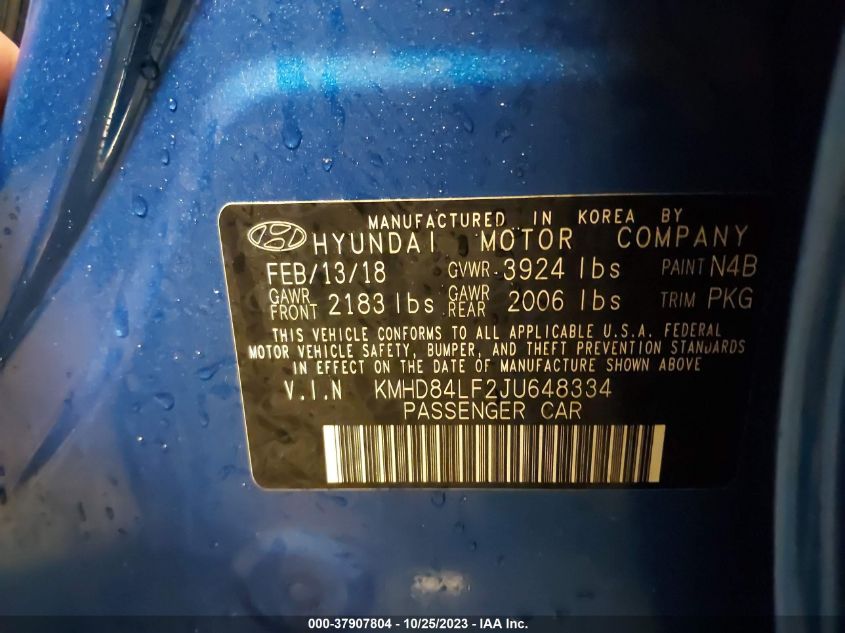 MANUFACTURED IN KOREA BY
HYUNDAI MOTOR COMPANY
FEB/13/18 GVWR 3924 lbs PAINT N4B
GAWR FRONT 2183 lbs GAWR REAR 2006 lbs TRIM PKG
THIS VEHICLE CONFORMS TO ALL APPLICABLE U.S.A. FEDERAL
MOTOR VEHICLE SAFETY, BUMPER, AND THEFT PREVENTION STANDARDS
IN EFFECT ON THE DATE OF MANUFACTURE SHOWN ABOVE.
V.I.N KMHD84LF2JU648334
PASSENGER CAR
000-37907804 - 10/25/2023 - IAA Inc.